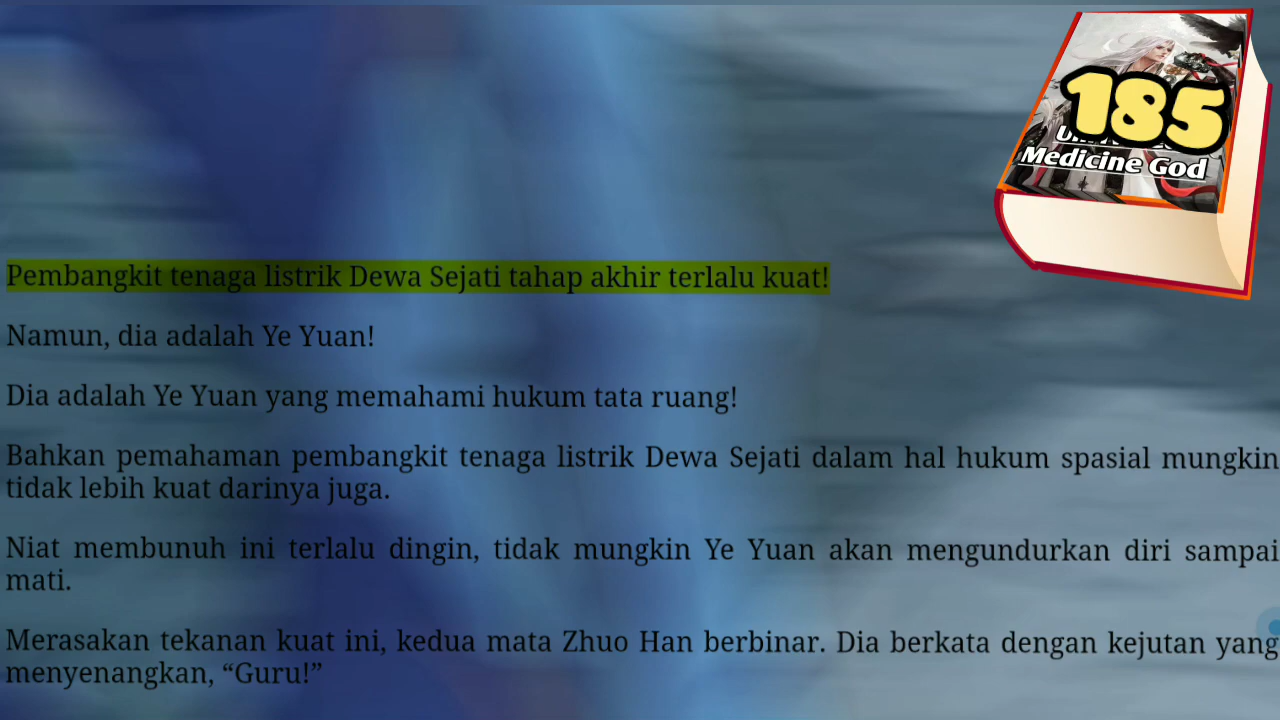 185
Medicine God
Pembangkit tenaga listrik Dewa Sejati tahap akhir terlalu kuat!
Namun, dia adalah Ye Yuan!
Dia adalah Ye Yuan yang memahami hukum tata ruang!
Bahkan pemahaman pembangkit tenaga listrik Dewa Sejati dalam hal hukum spasial mungkin
tidak lebih kuat darinya juga.
Niat membunuh ini terlalu dingin, tidak mungkin Ye Yuan akan mengundurkan diri sampai
mati.
Merasakan tekanan kuat ini, kedua mata Zhuo Han berbinar. Dia berkata dengan kejutan yang
menyenangkan, “Guru!”